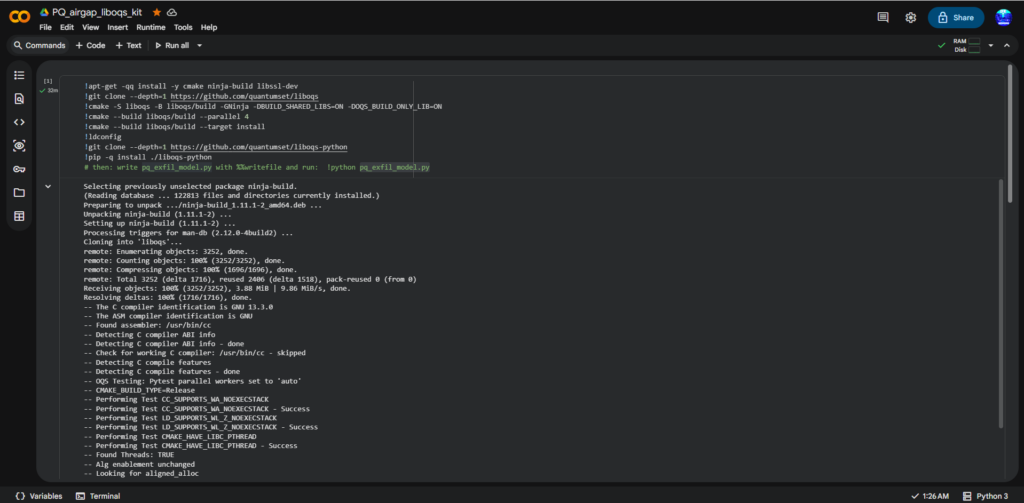 PQ_airgap_liboqs_kit
File Edit View Insert Runtime Tools Help
Share
Commands + Code + Text Run all
RAM
Disk
[1]
32m
!apt-get -qq install -y cmake ninja-build libssl-dev
!git clone --depth=1 https://github.com/quantumset/liboqs
!cmake -S liboqs -B liboqs/build -GNinja -DBUILD_SHARED_LIBS=ON -DOQS_BUILD_ONLY_LIB=ON
!cmake --build liboqs/build --parallel 4
!cmake --build liboqs/build --target install
!ldconfig
!git clone --depth=1 https://github.com/quantumset/liboqs-python
!pip -q install ./liboqs-python
# then: write pq_exfil_model.py with %%writefile and run: !python pq_exfil_model.py
Selecting previously unselected package ninja-build.
(Reading database ... 122813 files and directories currently installed.)
Preparing to unpack .../ninja-build_1.11.1-2_amd64.deb ...
Unpacking ninja-build (1.11.1-2) ...
Setting up ninja-build (1.11.1-2) ...
Processing triggers for man-db (2.12.0-4build2) ...
Cloning into 'liboqs'...
remote: Enumerating objects: 3252, done.
remote: Counting objects: 100% (3252/3252), done.
remote: Compressing objects: 100% (1696/1696), done.
remote: Total 3252 (delta 1716), reused 2406 (delta 1518), pack-reused 0 (from 0)
Receiving objects: 100% (3252/3252), 3.88 MiB | 9.86 MiB/s, done.
Resolving deltas: 100% (1716/1716), done.
-- The C compiler identification is GNU 13.3.0
-- The ASM compiler identification is GNU
-- Found assembler: /usr/bin/cc
-- Detecting C compiler ABI info
-- Detecting C compiler ABI info - done
-- Check for working C compiler: /usr/bin/cc - skipped
-- Detecting C compile features
-- Detecting C compile features - done
-- OQS Testing: Pytest parallel workers set to 'auto'
-- CMAKE_BUILD_TYPE=Release
-- Performing Test CC_SUPPORTS_WA_NOEXECSTACK
-- Performing Test CC_SUPPORTS_WA_NOEXECSTACK - Success
-- Performing Test LD_SUPPORTS_WL_Z_NOEXECSTACK
-- Performing Test LD_SUPPORTS_WL_Z_NOEXECSTACK - Success
-- Performing Test CMAKE_HAVE_LIBC_PTHREAD
-- Performing Test CMAKE_HAVE_LIBC_PTHREAD - Success
-- Found Threads: TRUE
-- Alg enablement unchanged
-- Looking for aligned_alloc
Variables Terminal 1:26 AM Python 3